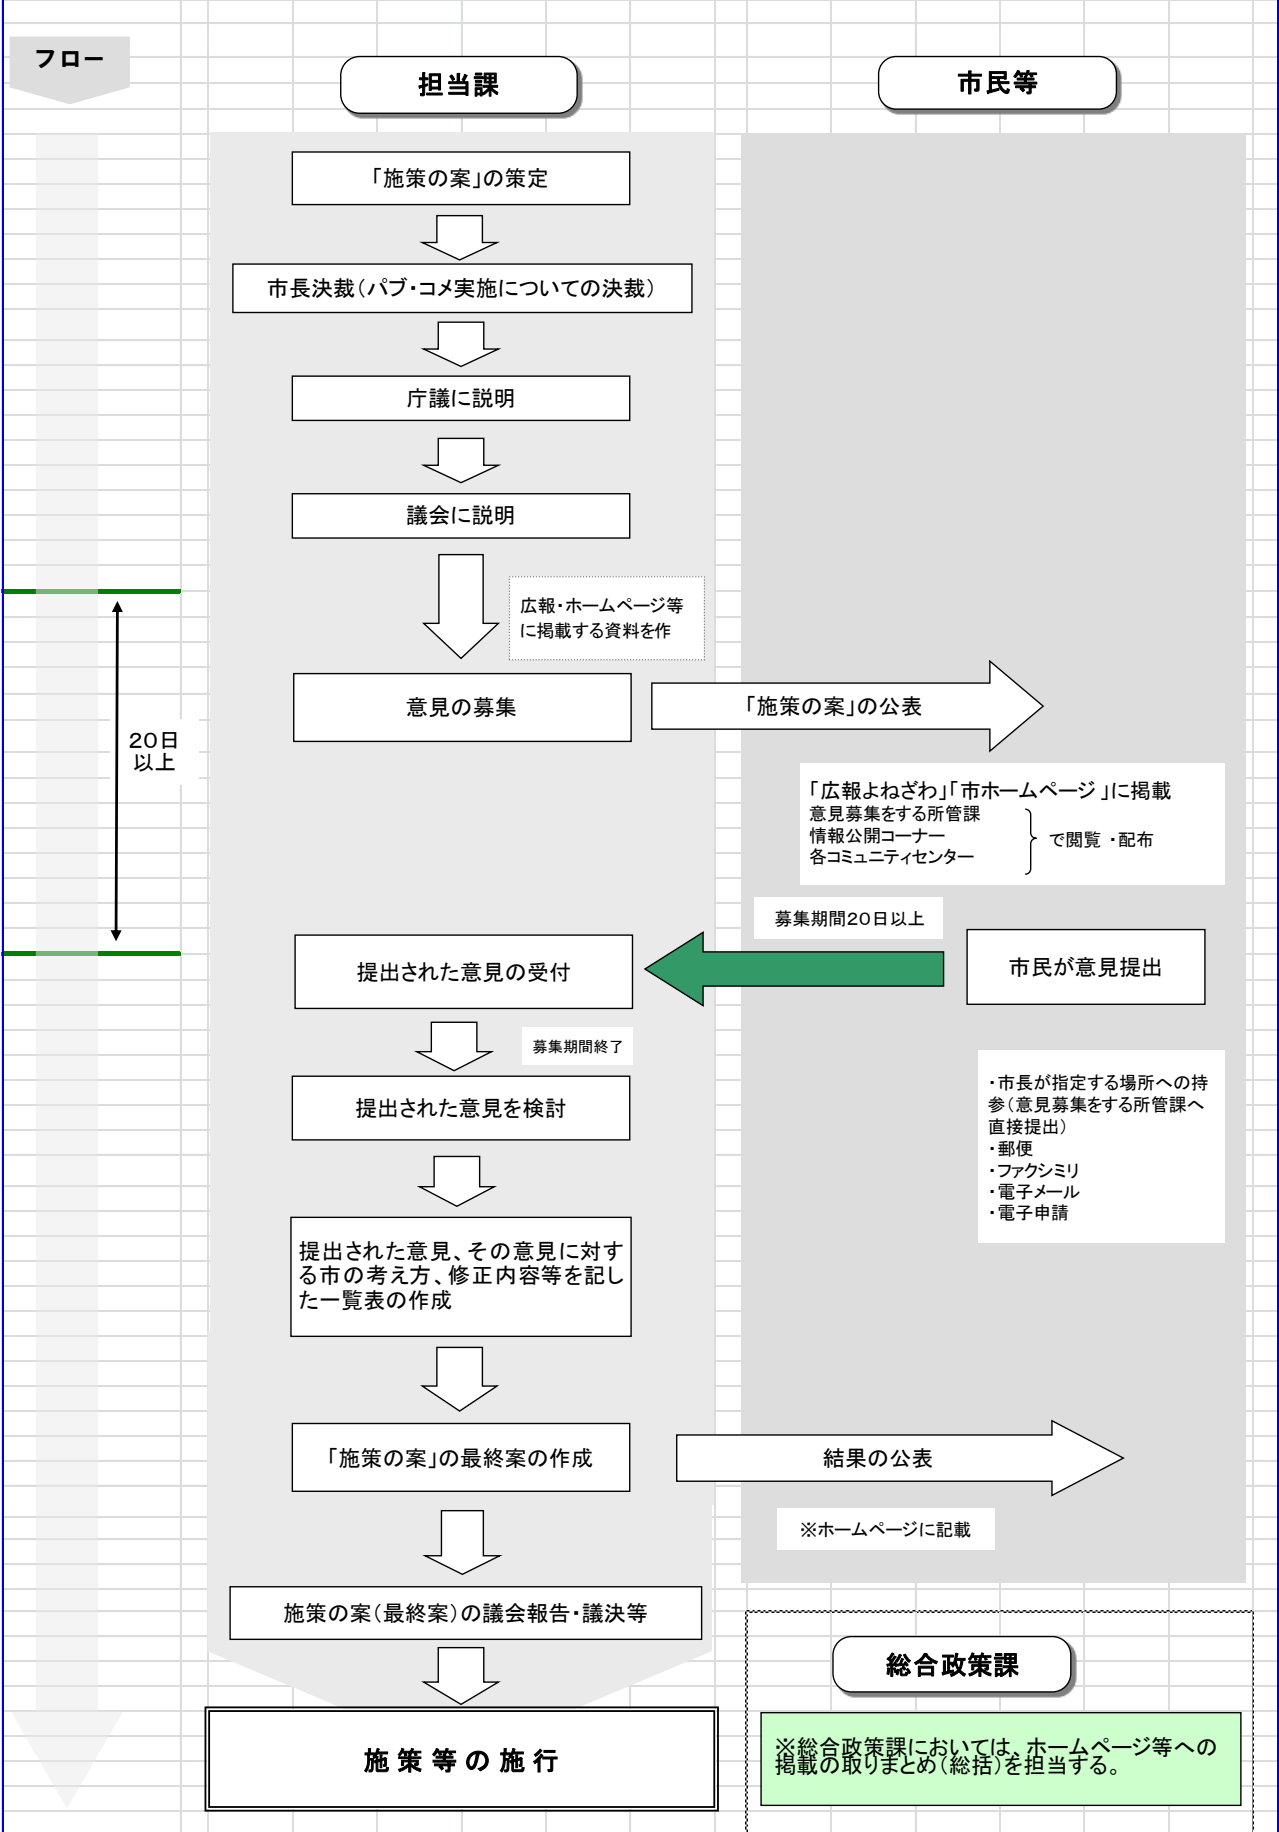 フロー
担当課
市民等
「施策の案」の策定
市長決裁(パブ・コメ実施についての決裁)
庁議に説明
議会に説明
広報・ホームページ等
に掲載する資料を作
意見の募集
「施策の案」の公表
20日
以上
「広報よねざわ」「市ホームページ」に掲載
意見募集をする所管課
情報公開コーナー
各コミュニティセンター
で閲覧・配布
募集期間20日以上
提出された意見の受付
市民が意見提出
募集期間終了
提出された意見を検討
・市長が指定する場所への持
参(意見募集をする所管課へ
直接提出)
・郵便
・ファクシミリ
・電子メール
・電子申請
提出された意見、その意見に対す
る市の考え方、修正内容等を記し
た一覧表の作成
「施策の案」の最終案の作成
結果の公表
※ホームページに記載
施策の案(最終案)の議会報告・議決等
総合政策課
施策等の施行
※総合政策課においては、ホームページ等への
掲載の取りまとめ(総括)を担当する。